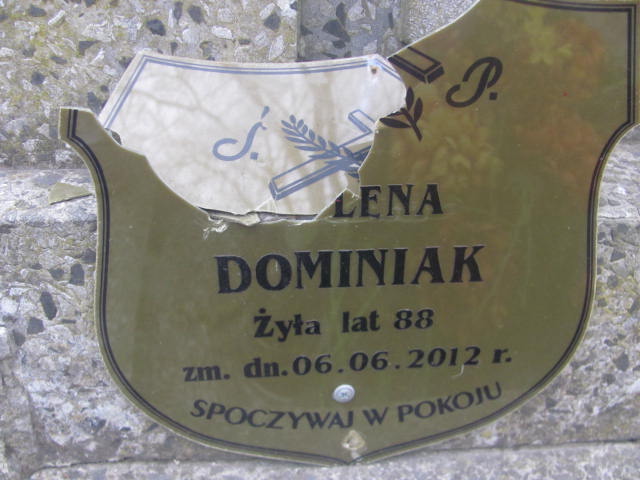 Ś. P.
LENA
DOMINIAK
Żyła lat 88
zm. dn. 06.06.2012 r.
SPOCZYWAJ W POKOJU